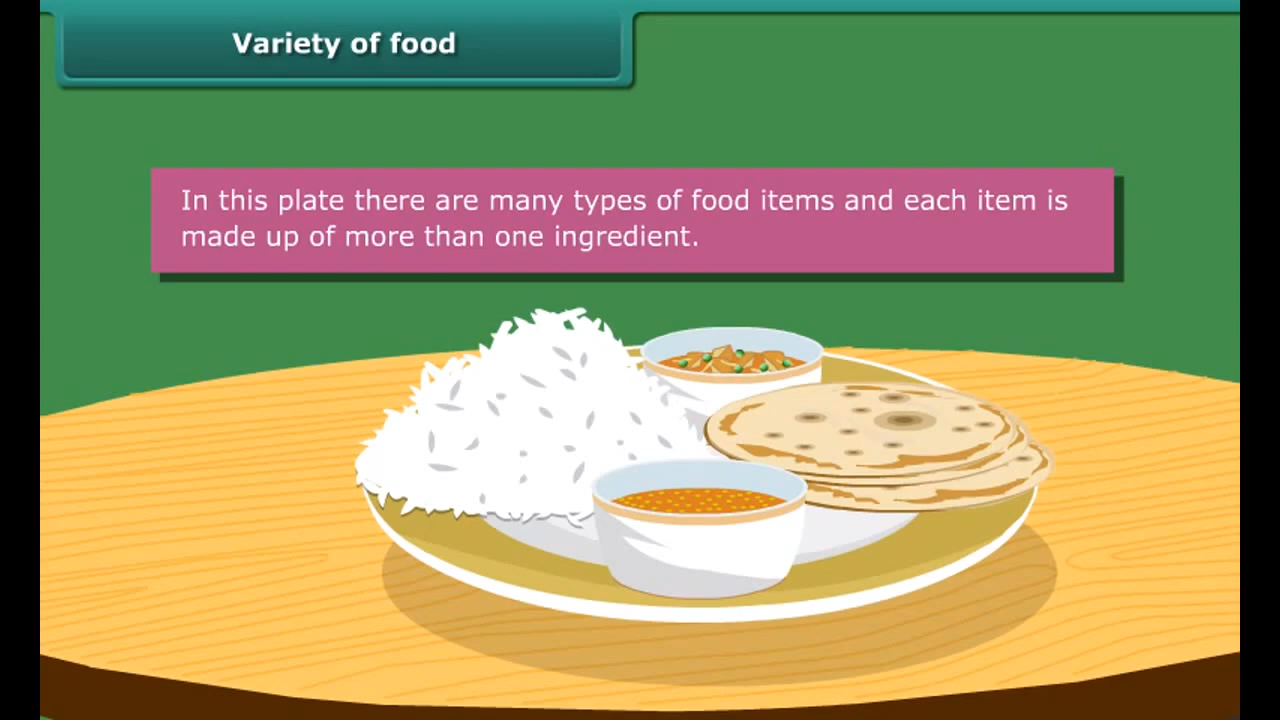 Variety of food
In this plate there are many types of food items and each item is
made up of more than one ingredient.